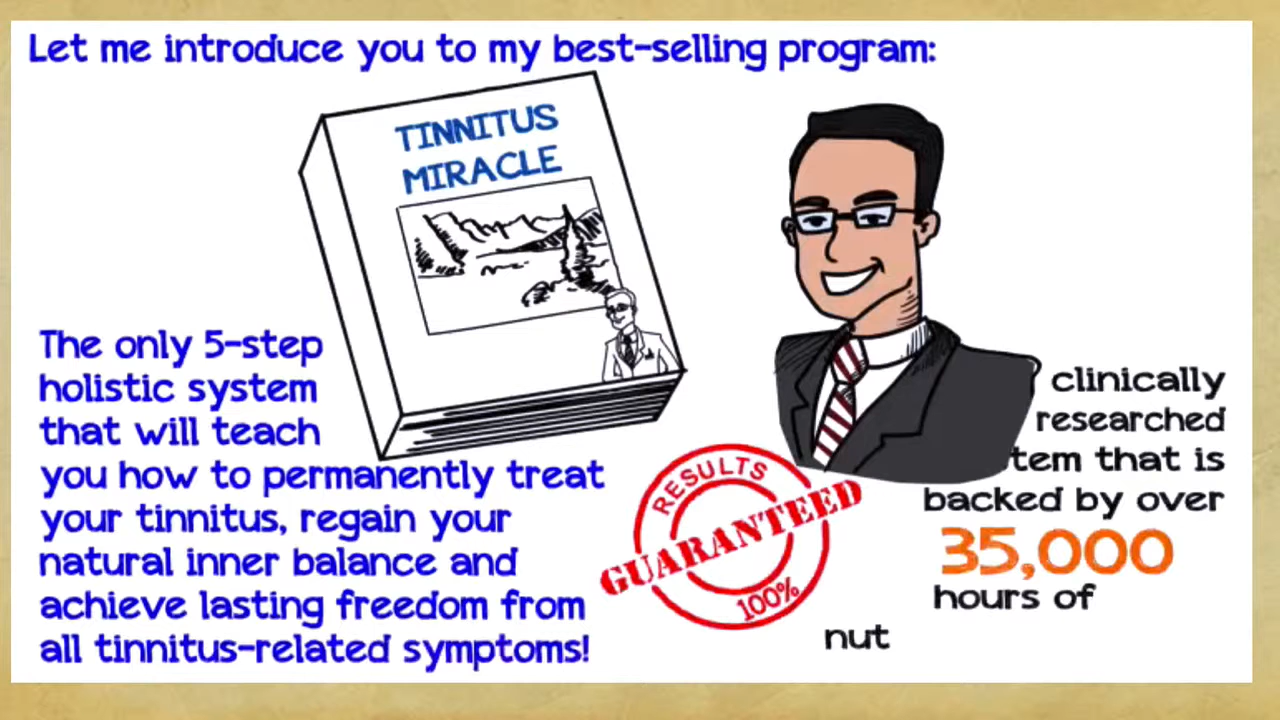 Let me introduce you to my best-selling program:
TINNITUS
MIRACLE
The only 5-step
holistic system
that will teach
you how to permanently treat
your tinnitus, regain your
natural inner balance and
achieve lasting freedom from
all tinnitus-related symptoms!
RESULTS
GUARANTEED
100%
clinically
researched
tem that is
backed by over
35,000
hours of
nut